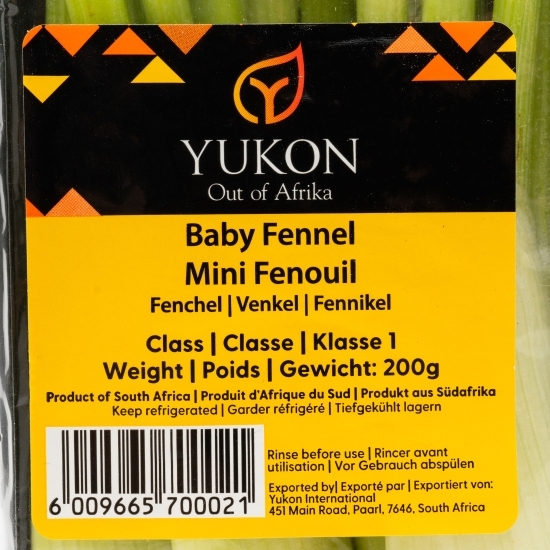 YUKON
Out of Afrika
Baby Fennel
Mini Fenouil
Fenchel | Venkel | Fennikel
Class | Classe | Klasse 1
Weight | Poids | Gewicht: 200g
Product of South Africa | Produit d'Afrique du Sud | Produkt aus Südafrika
Keep refrigerated | Garder réfrigéré | Tiefgekühlt lagern
Rinse before use | Rincer avant
utilisation | Vor Gebrauch abspülen
Exported by| Exporté par | Exportiert von:
Yukon International
451 Main Road, Paarl, 7646, South Africa
6 009665 700021